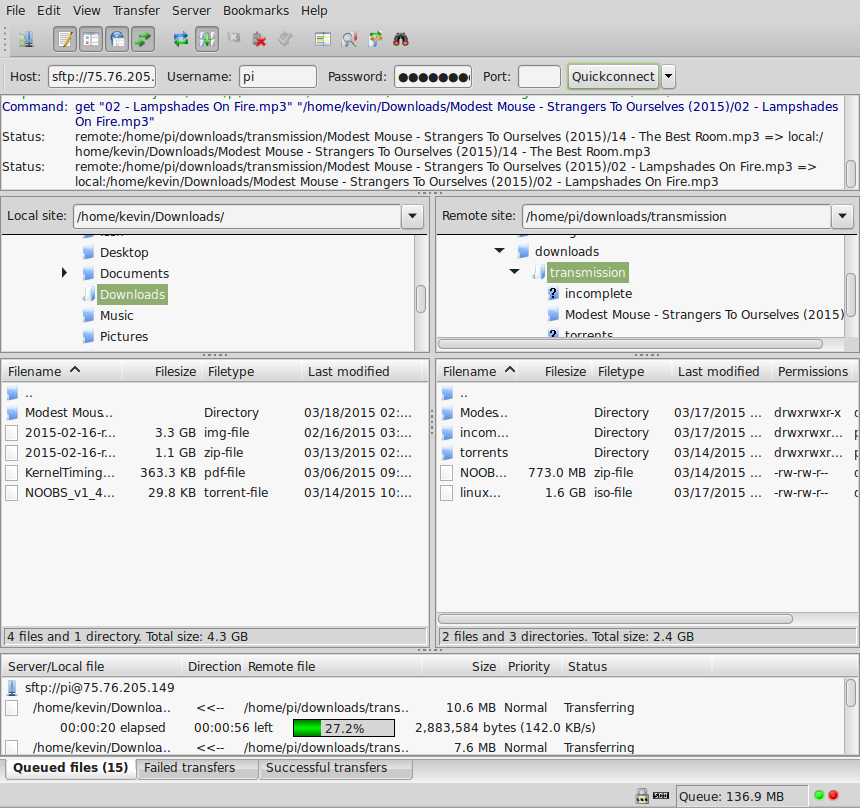 File Edit View Transfer Server Bookmarks Help
Host: sftp://75.76.205. Username: pi Password: ●●●●●●●● Port: Quickconnect
Command: get "02 - Lampshades On Fire.mp3" "/home/kevin/Downloads/Modest Mouse - Strangers To Ourselves (2015)/02 - Lampshades
On Fire.mp3"
Status: remote:/home/pi/downloads/transmission/Modest Mouse - Strangers To Ourselves (2015)/14 - The Best Room.mp3 => local:/
home/kevin/Downloads/Modest Mouse - Strangers To Ourselves (2015)/14 - The Best Room.mp3
Status: remote:/home/pi/downloads/transmission/Modest Mouse - Strangers To Ourselves (2015)/02 - Lampshades On Fire.mp3 =>
local:/home/kevin/Downloads/Modest Mouse - Strangers To Ourselves (2015)/02 - Lampshades On Fire.mp3
Local site: /home/kevin/Downloads/
Desktop
Documents
Downloads
Music
Pictures
Remote site: /home/pi/downloads/transmission
downloads
transmission
incomplete
Modest Mouse - Strangers To Ourselves (2015)
torrents
Filename Filesize Filetype Last modified
..
Modest Mous... Directory 03/18/2015 02:...
2015-02-16-r... 3.3 GB img-file 02/16/2015 03:...
2015-02-16-r... 1.1 GB zip-file 03/13/2015 02:...
KernelTiming... 363.3 KB pdf-file 03/06/2015 09:...
NOOBS_v1_4... 29.8 KB torrent-file 03/14/2015 10:...
4 files and 1 directory. Total size: 4.3 GB
Filename Filesize Filetype Last modified Permissions
..
Modes... Directory 03/17/2015 ... drwxrwxr-x
incom... Directory 03/17/2015 ... drwxrwxr...
torrents Directory 03/14/2015 ... drwxrwxr...
NOOB... 773.0 MB zip-file 03/14/2015 ... -rw-rw-r--
linux... 1.6 GB iso-file 03/17/2015 ... -rw-rw-r--
2 files and 3 directories. Total size: 2.4 GB
Server/Local file Direction Remote file Size Priority Status
sftp://pi@75.76.205.149
/home/kevin/Downloa.. <<-- /home/pi/downloads/trans.. 10.6 MB Normal Transferring
00:00:20 elapsed 00:00:56 left 27.2% 2,883,584 bytes (142.0 KB/s)
/home/kevin/Downloa.. <<-- /home/pi/downloads/trans.. 7.6 MB Normal Transferring
Queued files (15) Failed transfers Successful transfers
Queue: 136.9 MB